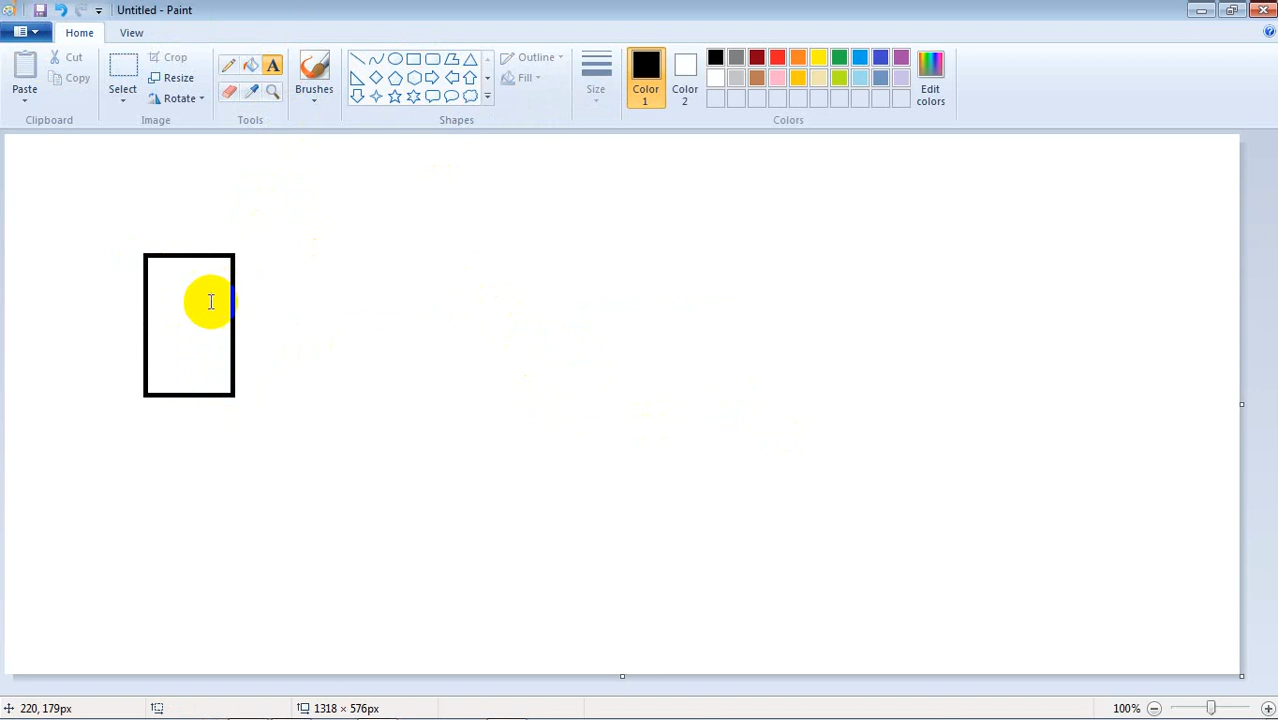 Untitled - Paint
Home View
Paste
Cut
Copy
Clipboard
Select
Crop
Resize
Rotate
Image
A
Tools
Brushes
Outline
Fill
Shapes
Size
Color 1
Color 2
Edit colors
Colors
220, 179px
1318 × 576px
100%